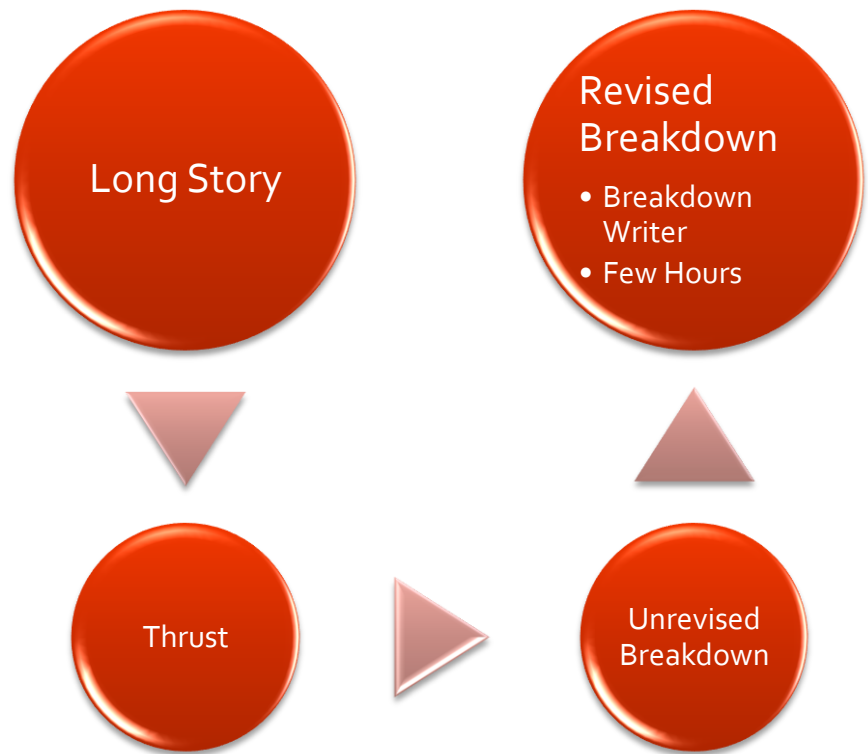 Long Story
Thrust
Unrevised
Breakdown
Revised
Breakdown
• Breakdown
Writer
• Few Hours